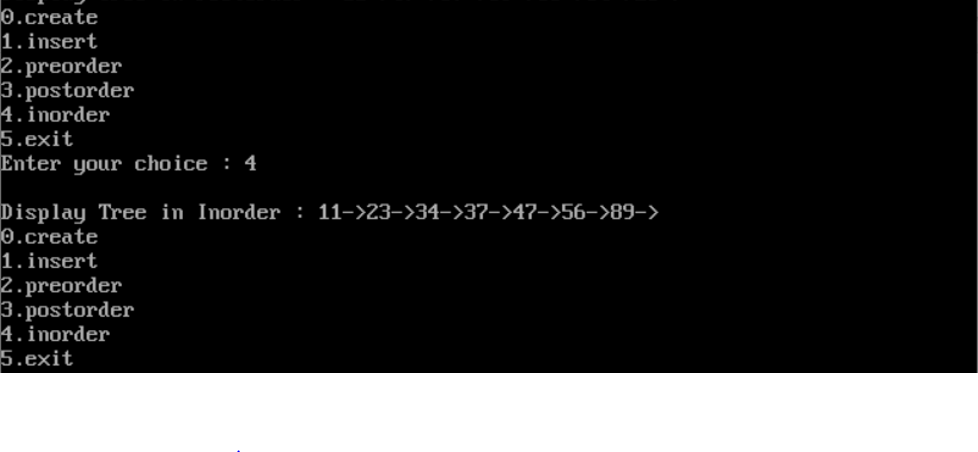 0.create
1.insert
2.preorder
3.postorder
4.inorder
5.exit
Enter your choice : 4
Display Tree in Inorder : 11->23->34->37->47->56->89->
0.create
1.insert
2.preorder
3.postorder
4.inorder
5.exit